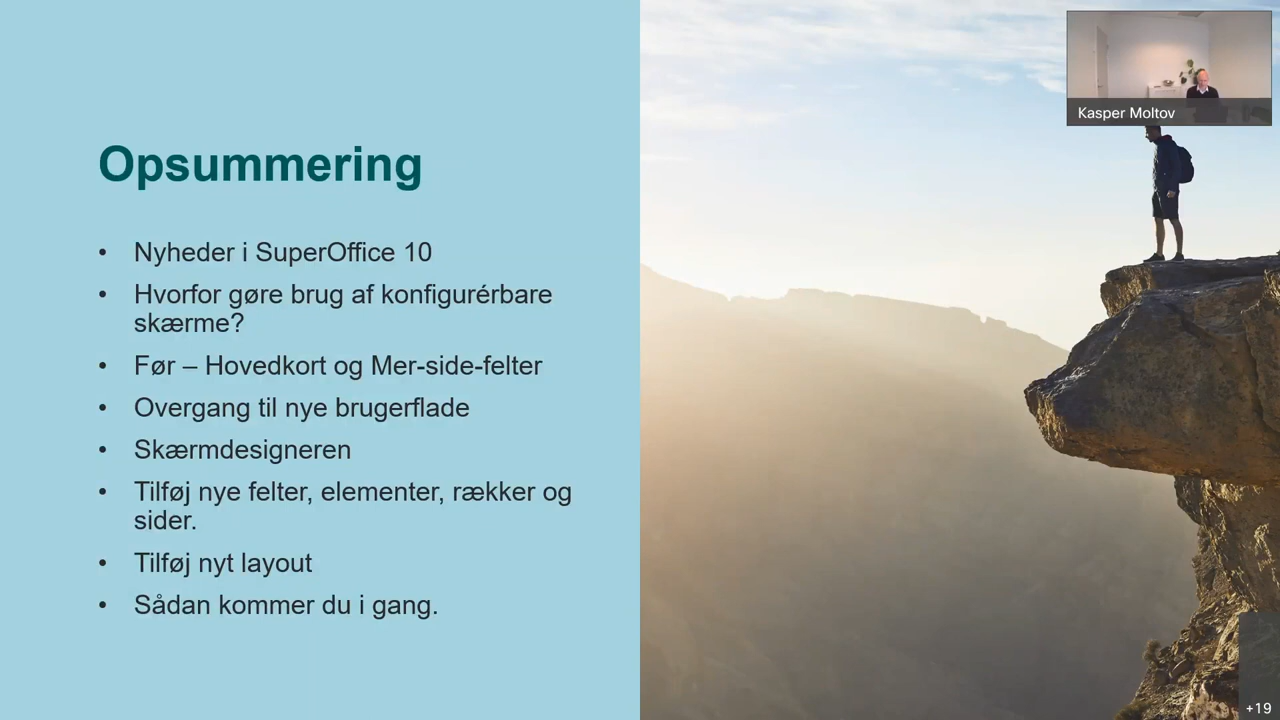 Opsummering
• Nyheder i SuperOffice 10
• Hvorfor gøre brug af konfigurérbare
skærme?
• Før – Hovedkort og Mer-side-felter
• Overgang til nye brugerflade
• Skærmdesigneren
• Tilføj nye felter, elementer, rækker og
sider.
• Tilføj nyt layout
• Sådan kommer du i gang.
Kasper Moltov
+19